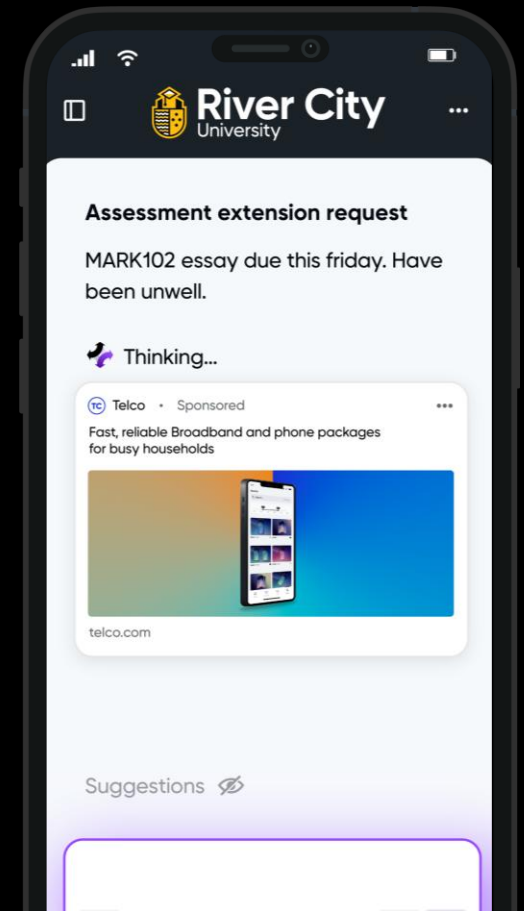 River City
University
Assessment extension request
MARK102 essay due this friday. Have
been unwell.
Thinking...
TC Telco • Sponsored
Fast, reliable Broadband and phone packages
for busy households
telco.com
Suggestions